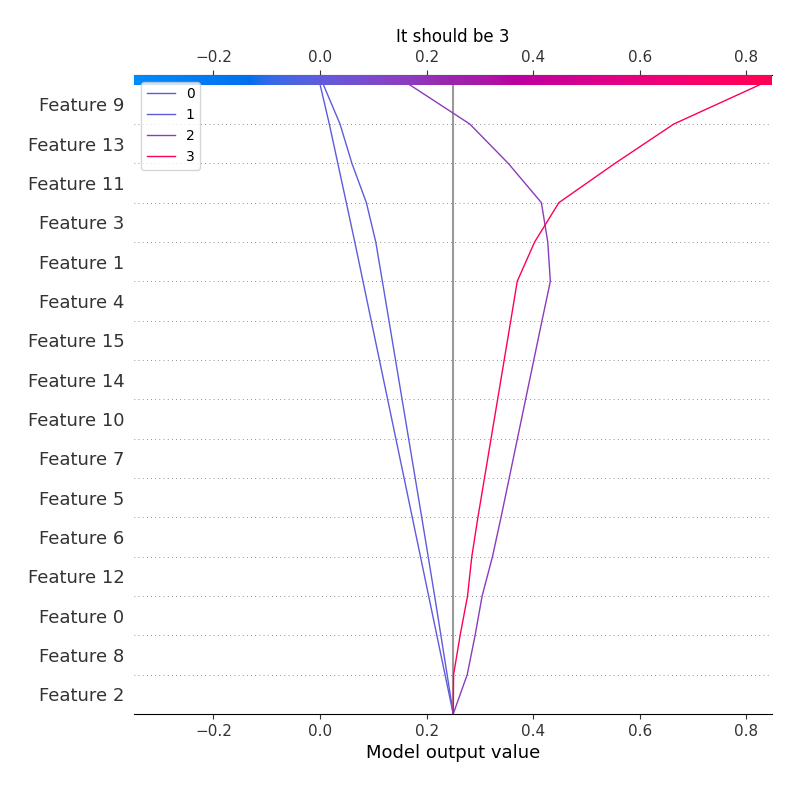 It should be 3
−0.2 0.0 0.2 0.4 0.6 0.8
0
1
2
3
Feature 9
Feature 13
Feature 11
Feature 3
Feature 1
Feature 4
Feature 15
Feature 14
Feature 10
Feature 7
Feature 5
Feature 6
Feature 12
Feature 0
Feature 8
Feature 2
−0.2 0.0 0.2 0.4 0.6 0.8
Model output value